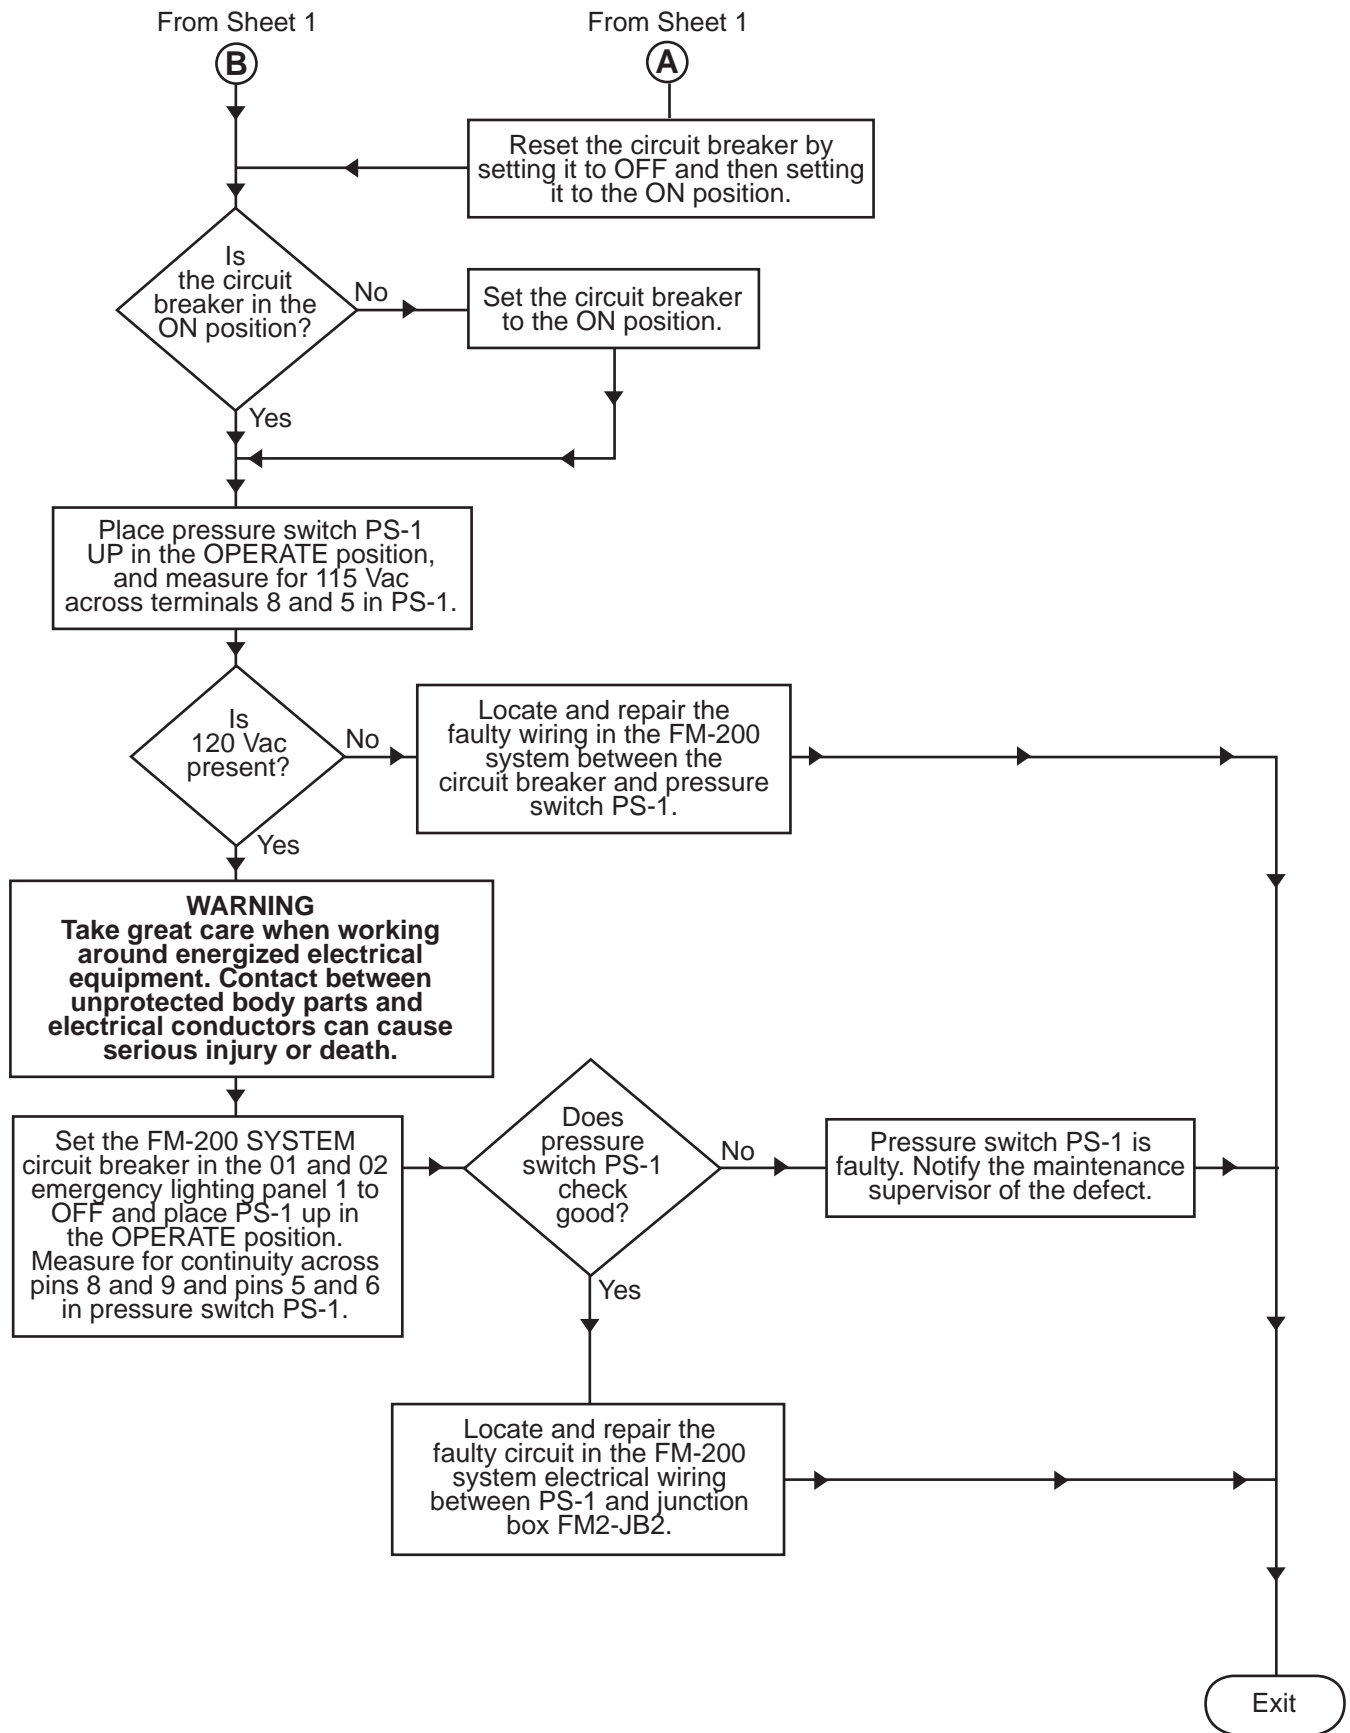 From Sheet 1
B
From Sheet 1
A
Reset the circuit breaker by
setting it to OFF and then setting
it to the ON position.
Is
the circuit
breaker in the
ON position?
No
Set the circuit breaker
to the ON position.
Yes
Place pressure switch PS-1
UP in the OPERATE position,
and measure for 115 Vac
across terminals 8 and 5 in PS-1.
Is
120 Vac
present?
No
Locate and repair the
faulty wiring in the FM-200
system between the
circuit breaker and pressure
switch PS-1.
Yes
WARNING
Take great care when working
around energized electrical
equipment. Contact between
unprotected body parts and
electrical conductors can cause
serious injury or death.
Set the FM-200 SYSTEM
circuit breaker in the 01 and 02
emergency lighting panel 1 to
OFF and place PS-1 up in
the OPERATE position.
Measure for continuity across
pins 8 and 9 and pins 5 and 6
in pressure switch PS-1.
Does
pressure
switch PS-1
check
good?
No
Pressure switch PS-1 is
faulty. Notify the maintenance
supervisor of the defect.
Yes
Locate and repair the
faulty circuit in the FM-200
system electrical wiring
between PS-1 and junction
box FM2-JB2.
Exit